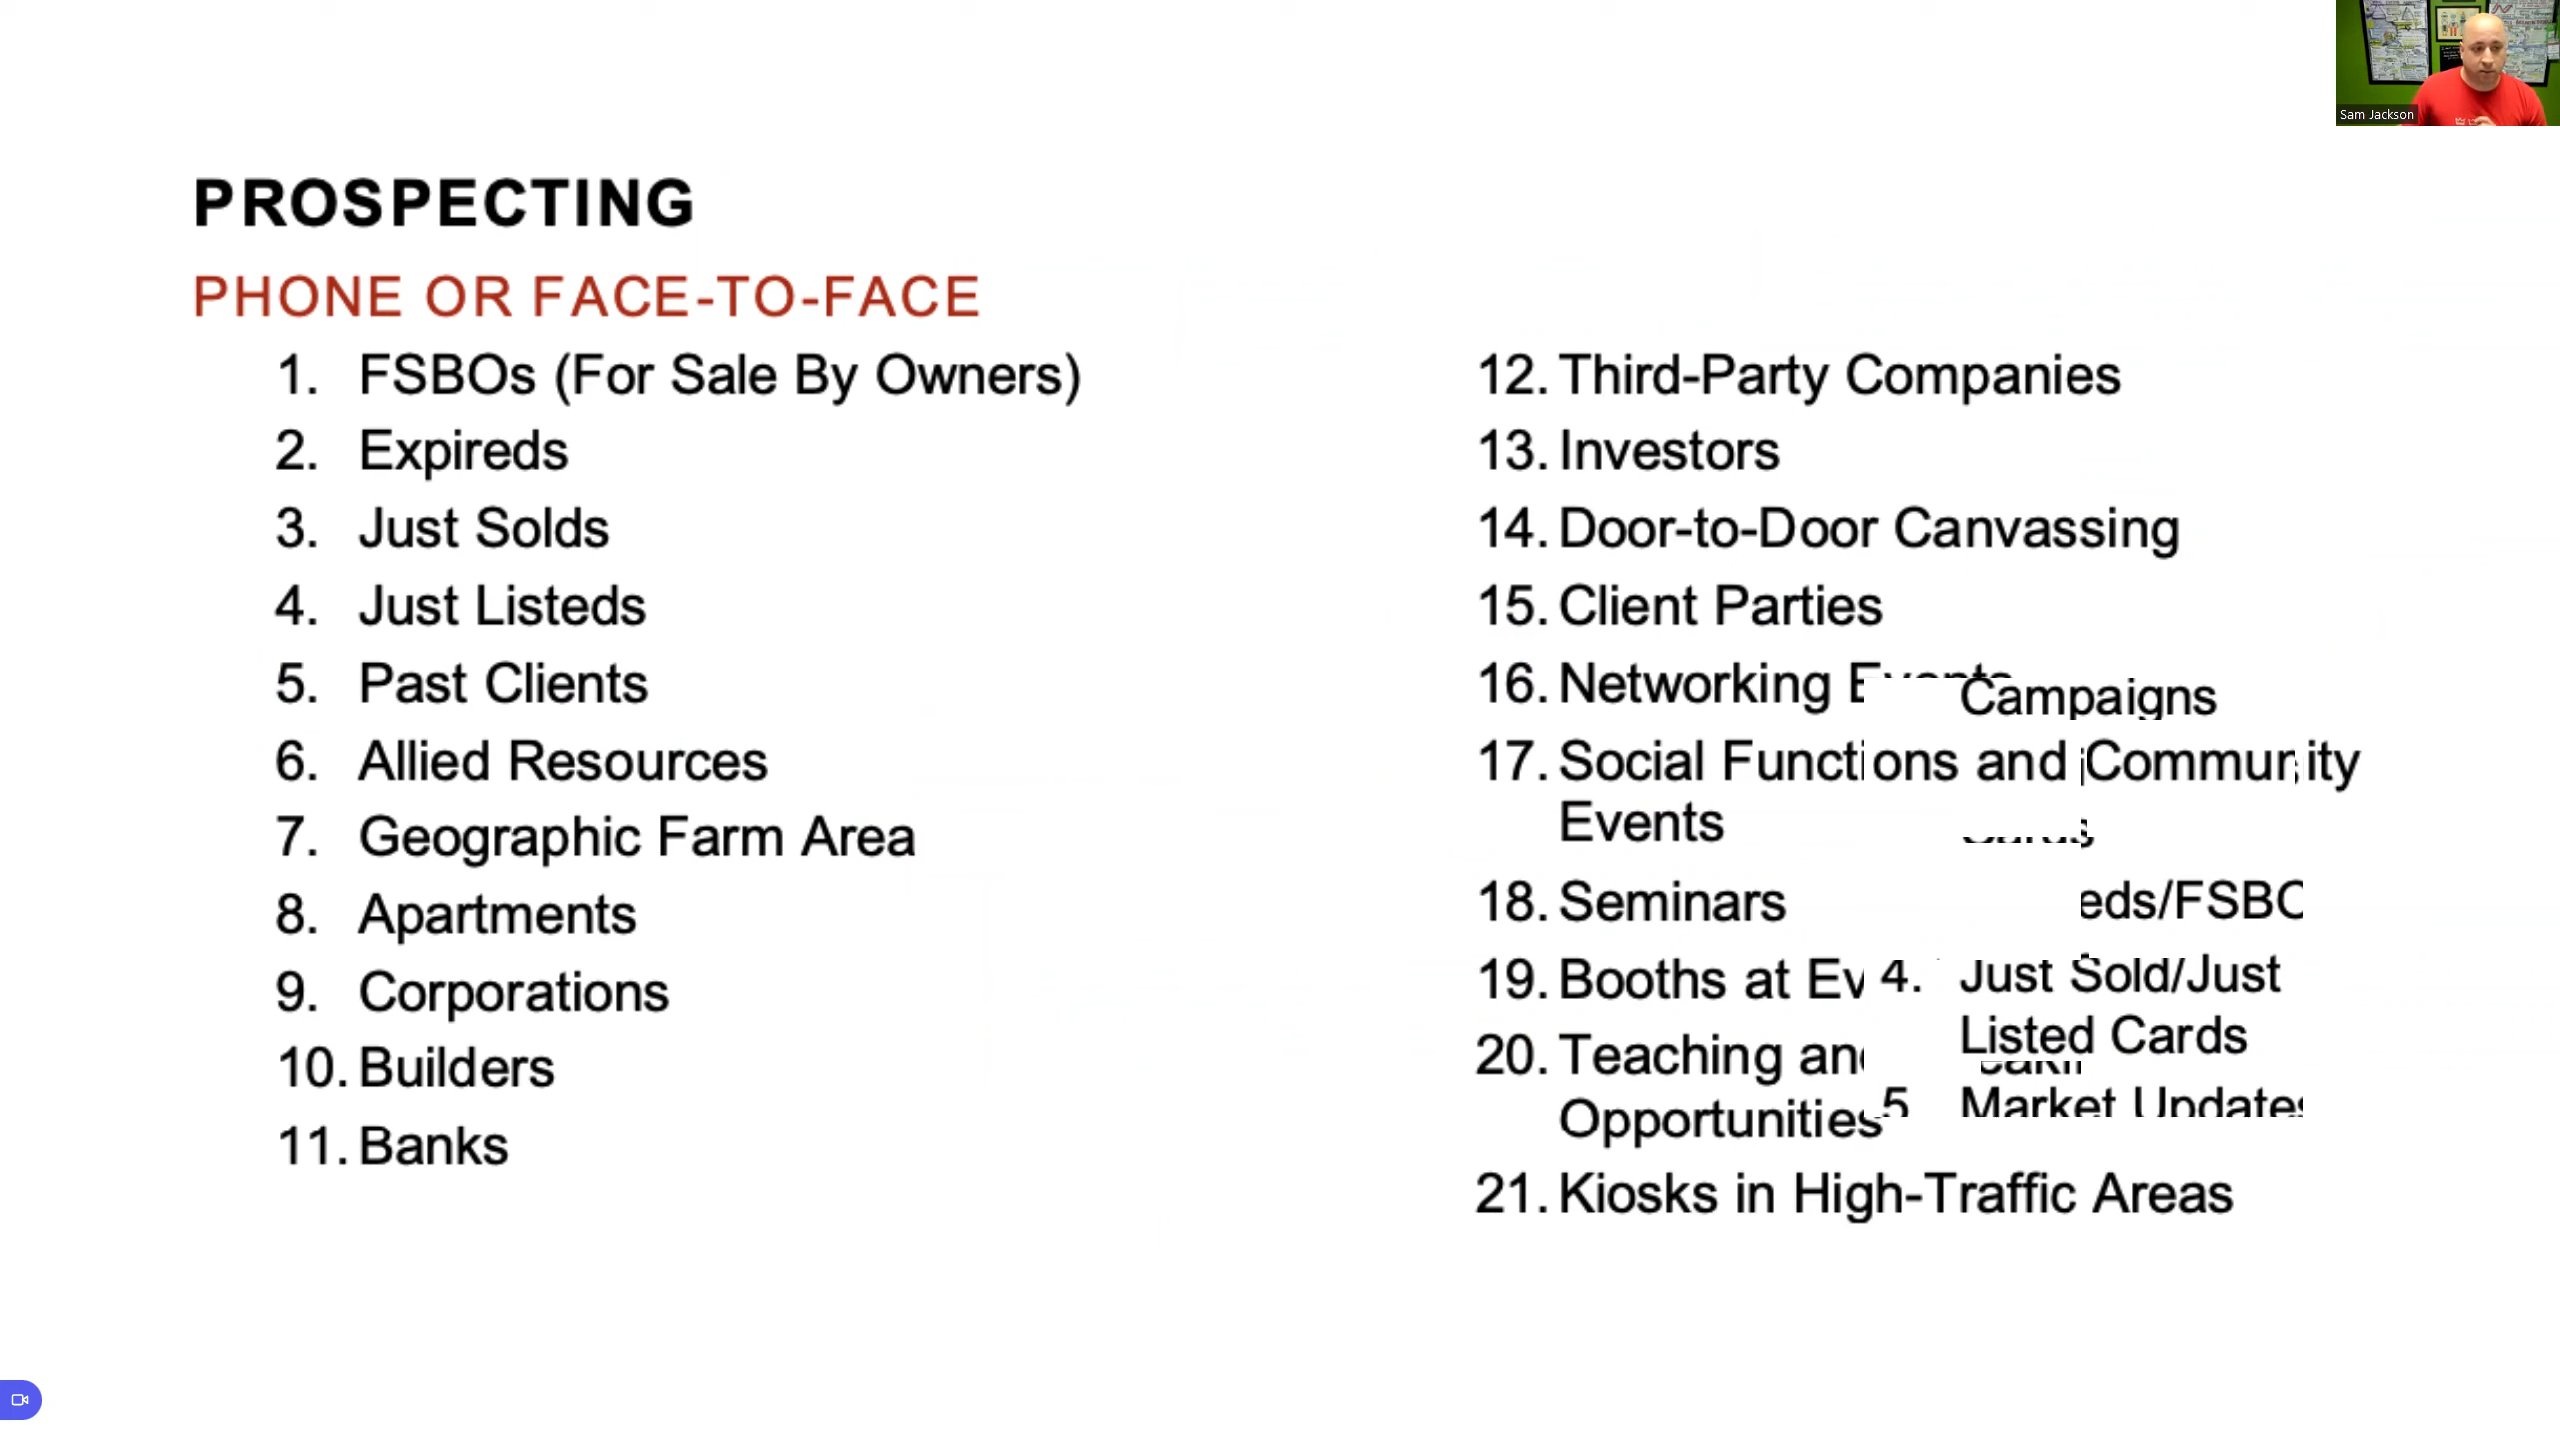 Sam Jackson
PROSPECTING
PHONE OR FACE-TO-FACE
1. FSBOs (For Sale By Owners)
2. Expireds
3. Just Solds
4. Just Listeds
5. Past Clients
6. Allied Resources
7. Geographic Farm Area
8. Apartments
9. Corporations
10. Builders
11. Banks
12. Third-Party Companies
13. Investors
14. Door-to-Door Canvassing
15. Client Parties
16. Networking
Campaigns
17. Social Functions and Community
Events
18. Seminars
eds/FSBO
19. Booths at Ev
4. Just Sold/Just
Listed Cards
20. Teaching and
5 Market Updates
Opportunities
21. Kiosks in High-Traffic Areas